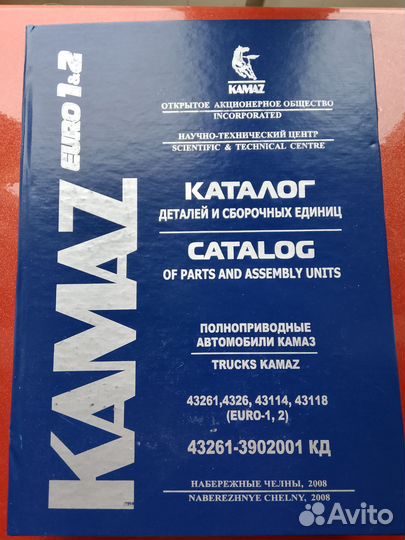 KAMAZ EURO 1&2
KAMAZ
ОТКРЫТОЕ АКЦИОНЕРНОЕ ОБЩЕСТВО
INCORPORATED
НАУЧНО-ТЕХНИЧЕСКИЙ ЦЕНТР
SCIENTIFIC & TECHNICAL CENTRE
КАТАЛОГ
ДЕТАЛЕЙ И СБОРОЧНЫХ ЕДИНИЦ
CATALOG
OF PARTS AND ASSEMBLY UNITS
ПОЛНОПРИВОДНЫЕ
АВТОМОБИЛИ КАМАЗ
TRUCKS KAMAZ
43261,4326, 43114, 43118
(EURO-1, 2)
43261-3902001 КД
НАБЕРЕЖНЫЕ ЧЕЛНЫ, 2008
NABEREZHNYE CHELNY, 2008
Avito